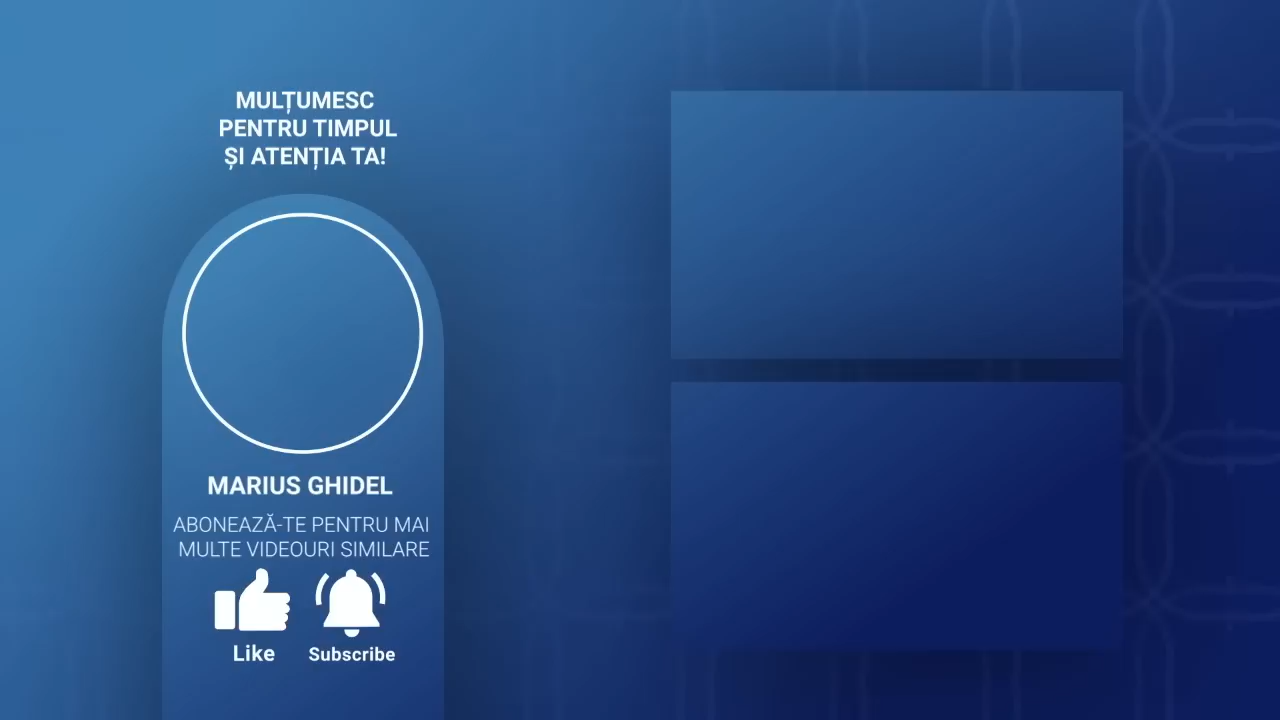 MULȚUMESC
PENTRU TIMPUL
ȘI ATENȚIA TA!
MARIUS GHIDEL
ABONEAZĂ-TE PENTRU MAI
MULTE VIDEOURI SIMILARE
Like
Subscribe